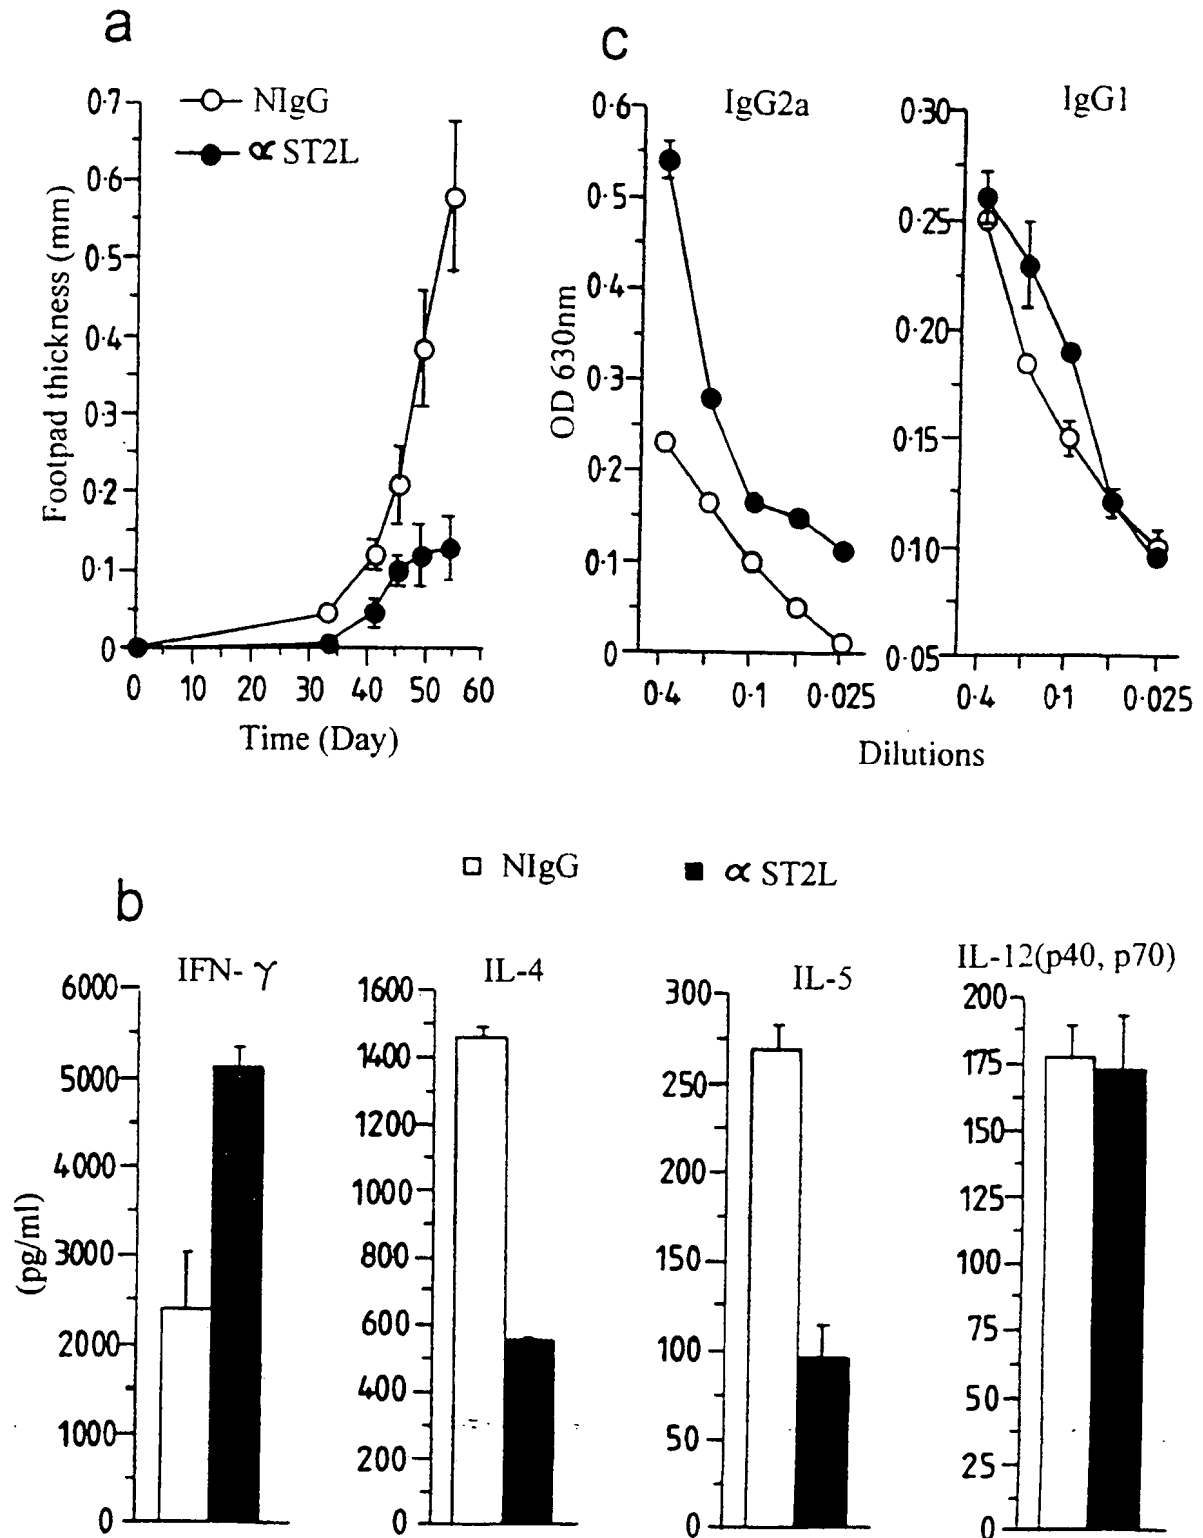 a
NIgG
α ST2L
0·7
0·6
0·5
0·4
0·3
0·2
0·1
0
Footpad thickness (mm)
0 10 20 30 40 50 60
Time (Day)
c
IgG2a
0·6
0·5
0·4
0·3
0·2
0·1
0
OD 630nm
0·4 0·1 0·025
IgG1
0·30
0·25
0·20
0·15
0·10
0·05
0·4 0·1 0·025
Dilutions
NIgG α ST2L
b
(pg/ml)
IFN- γ
6000
5000
4000
3000
2000
1000
0
IL-4
1600
1400
1200
1000
800
600
400
200
0
IL-5
300
250
200
150
100
50
0
IL-12(p40, p70)
200
175
150
125
100
75
50
25
0